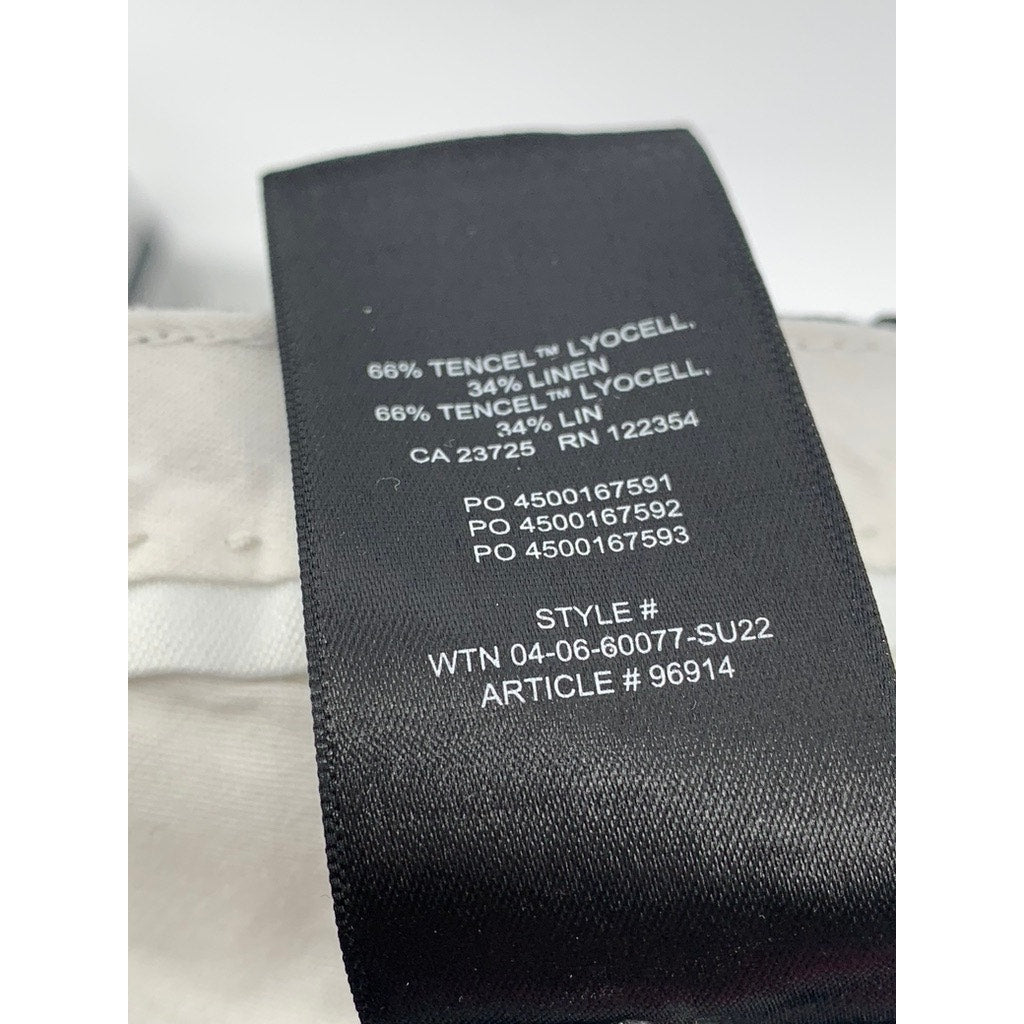 66% TENCEL™ LYOCELL,
34% LINEN
66% TENCEL™ LYOCELL,
34% LIN
CA 23725 RN 122354
PO 4500167591
PO 4500167592
PO 4500167593
STYLE #
WTN 04-06-60077-SU22
ARTICLE # 96914